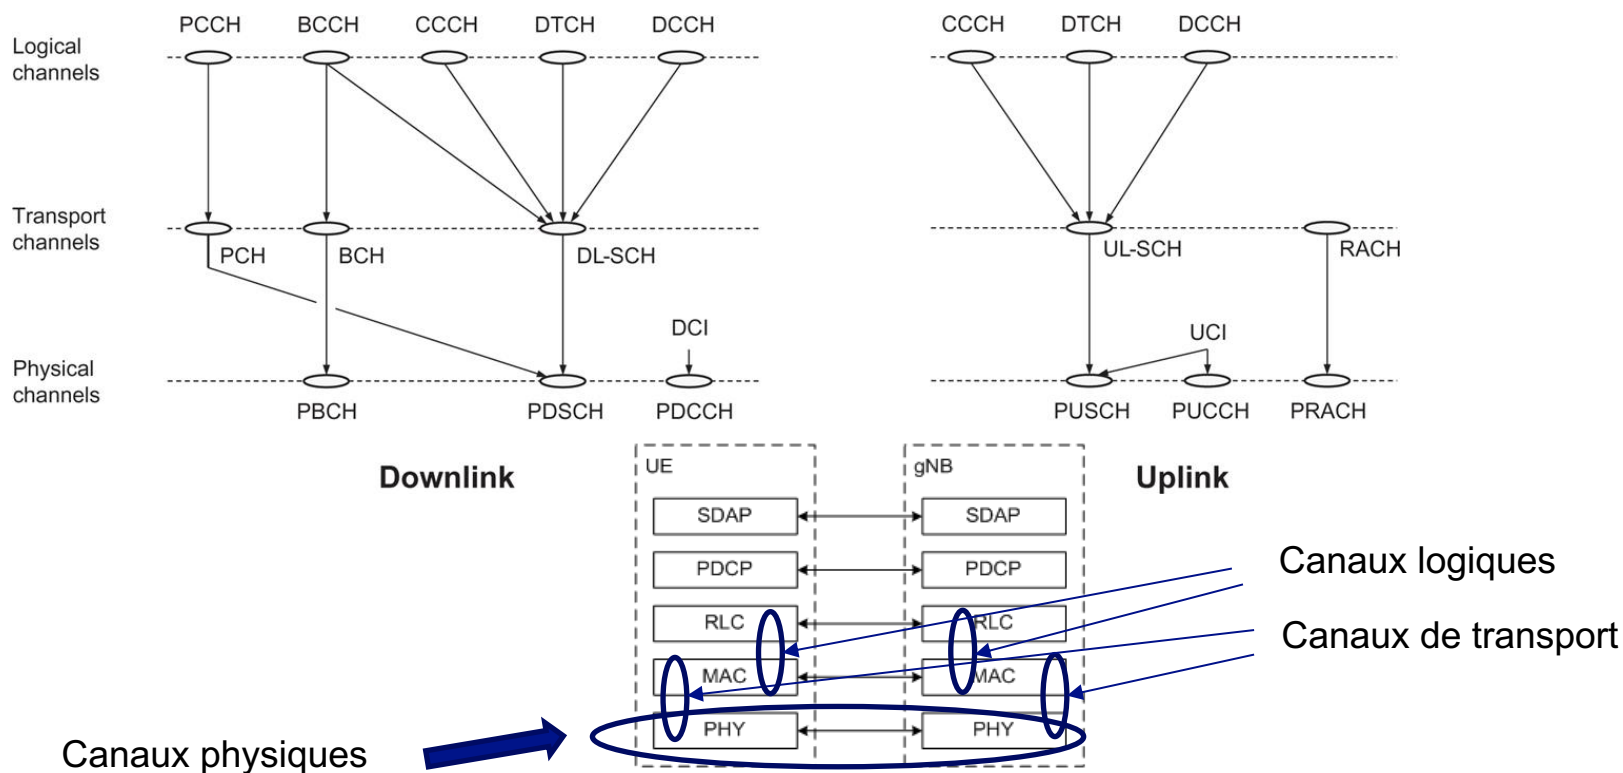 PCCH BCCH CCCH DTCH DCCH
CCCH DTCH DCCH
Logical
channels
Transport
channels
PCH BCH DL-SCH
UL-SCH RACH
DCI
UCI
Physical
channels
PBCH PDSCH PDCCH
PUSCH PUCCH PRACH
Downlink
Uplink
UE
gNB
SDAP SDAP
PDCP PDCP
RLC RLC
MAC MAC
PHY PHY
Canaux logiques
Canaux de transport
Canaux physiques